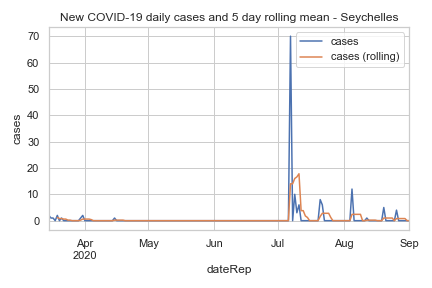 New COVID-19 daily cases and 5 day rolling mean - Seychelles
cases
cases (rolling)
70
60
50
40
30
20
10
0
cases
Apr
2020
May
Jun
Jul
Aug
Sep
dateRep